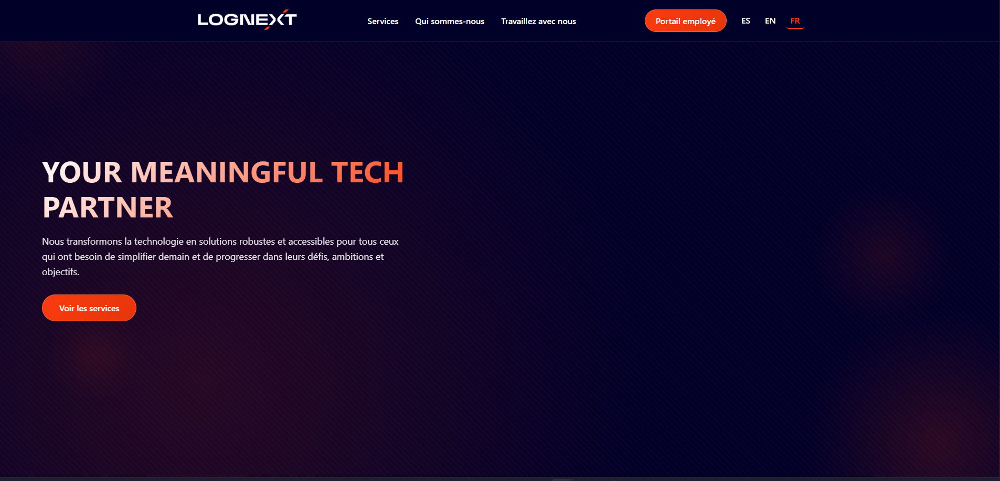 LOGNEXT
Services
Qui sommes-nous
Travaillez avec nous
Portail employé
ES
EN
FR
YOUR MEANINGFUL TECH
PARTNER
Nous transformons la technologie en solutions robustes et accessibles pour tous ceux
qui ont besoin de simplifier demain et de progresser dans leurs défis, ambitions et
objectifs.
Voir les services